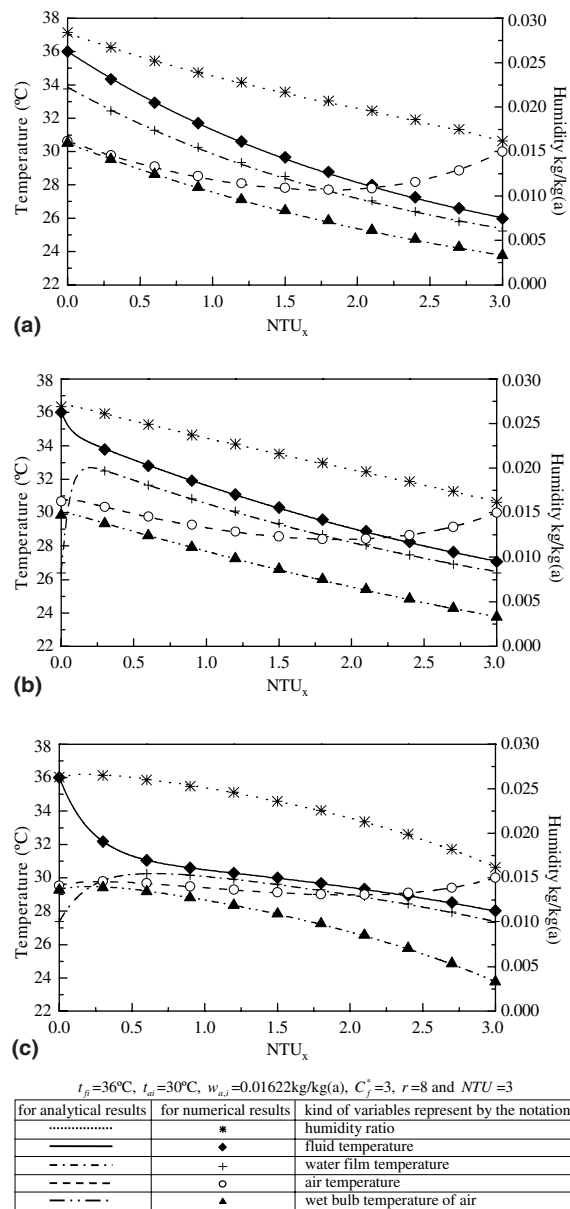 38
36
34
32
30
28
26
24
22
Temperature (ºC)
0.030
0.025
0.020
0.015
0.010
0.005
0.000
Humidity kg/kg(a)
0.0 0.5 1.0 1.5 2.0 2.5 3.0
NTUx
(a)
38
36
34
32
30
28
26
24
22
Temperature (ºC)
0.030
0.025
0.020
0.015
0.010
0.005
0.000
Humidity kg/kg(a)
0.0 0.5 1.0 1.5 2.0 2.5 3.0
NTUx
(b)
38
36
34
32
30
28
26
24
22
Temperature (ºC)
0.030
0.025
0.020
0.015
0.010
0.005
0.000
Humidity kg/kg(a)
0.0 0.5 1.0 1.5 2.0 2.5 3.0
NTUx
(c)
t_fi=36ºC, t_ai=30ºC, w_a,i=0.01622kg/kg(a), C*_f=3, r=8 and NTU=3
for analytical results for numerical results kind of variables represent by the notation
humidity ratio
fluid temperature
water film temperature
air temperature
wet bulb temperature of air